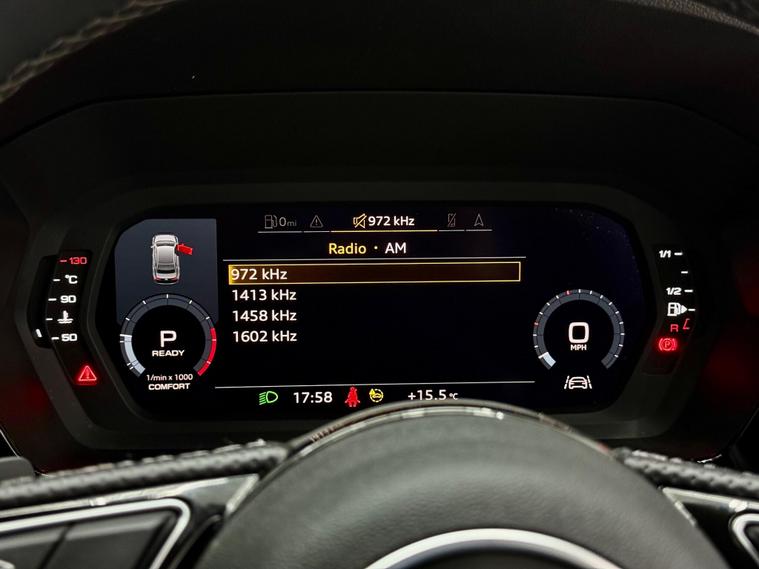 0mi
972 kHz
Radio · AM
972 kHz
1413 kHz
1458 kHz
1602 kHz
130
°C
90
50
P
READY
1/min x 1000
COMFORT
17:58
+15.5°C
0
MPH
1/1
1/2
R
P